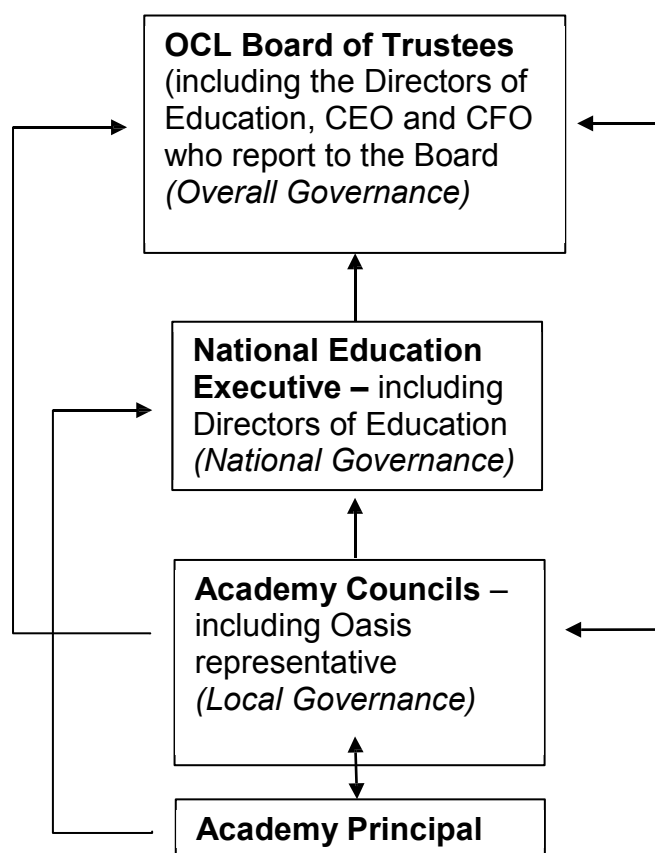 OCL Board of Trustees
(including the Directors of
Education, CEO and CFO
who report to the Board
(Overall Governance)
National Education
Executive – including
Directors of Education
(National Governance)
Academy Councils –
including Oasis
representative
(Local Governance)
Academy Principal